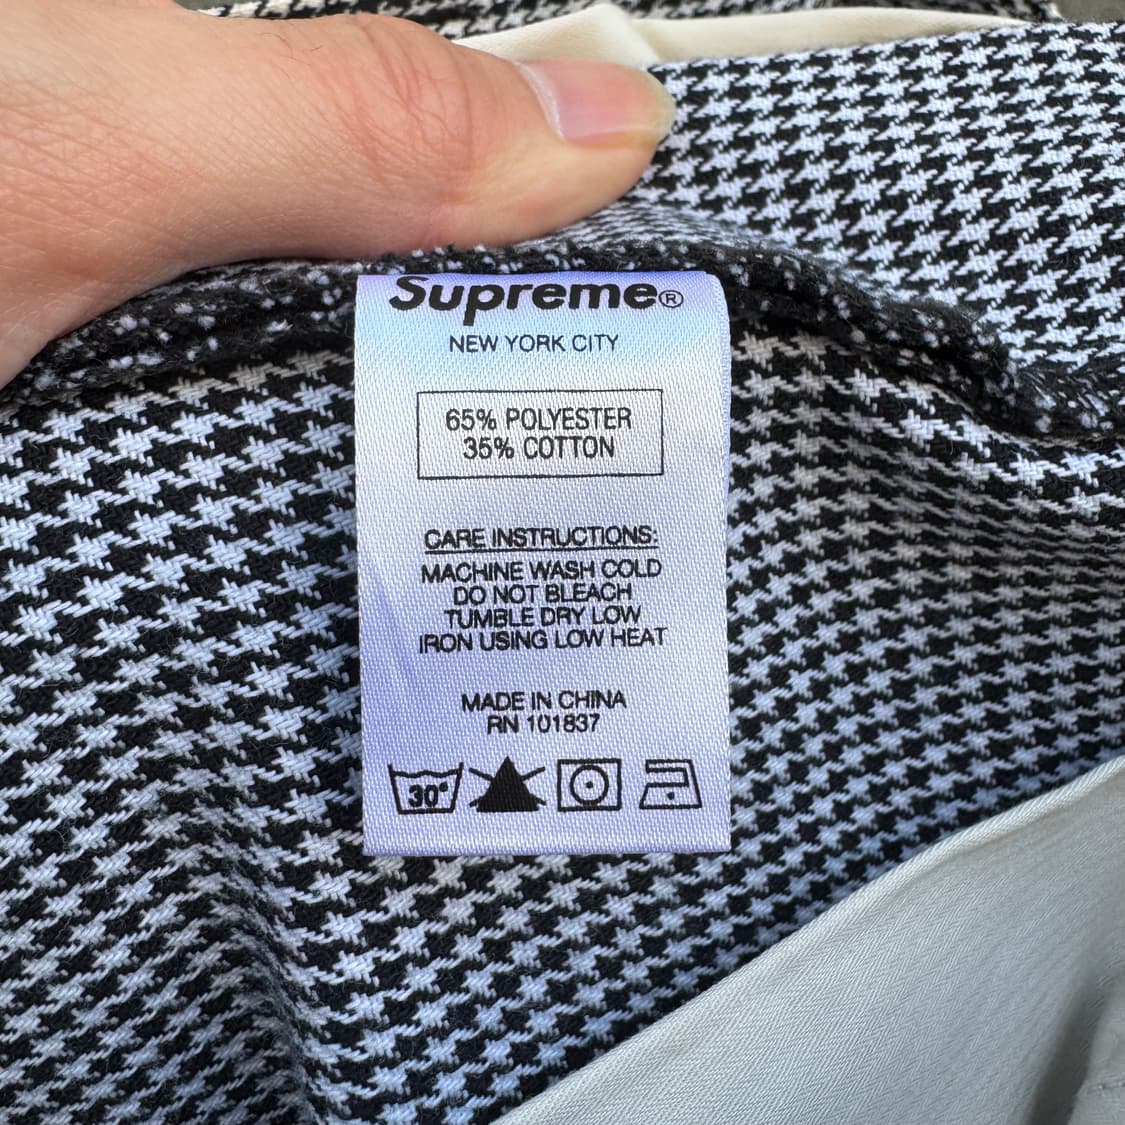 Supreme®
NEW YORK CITY
65% POLYESTER
35% COTTON
CARE INSTRUCTIONS:
MACHINE WASH COLD
DO NOT BLEACH
TUMBLE DRY LOW
IRON USING LOW HEAT
MADE IN CHINA
RN 101837
30°